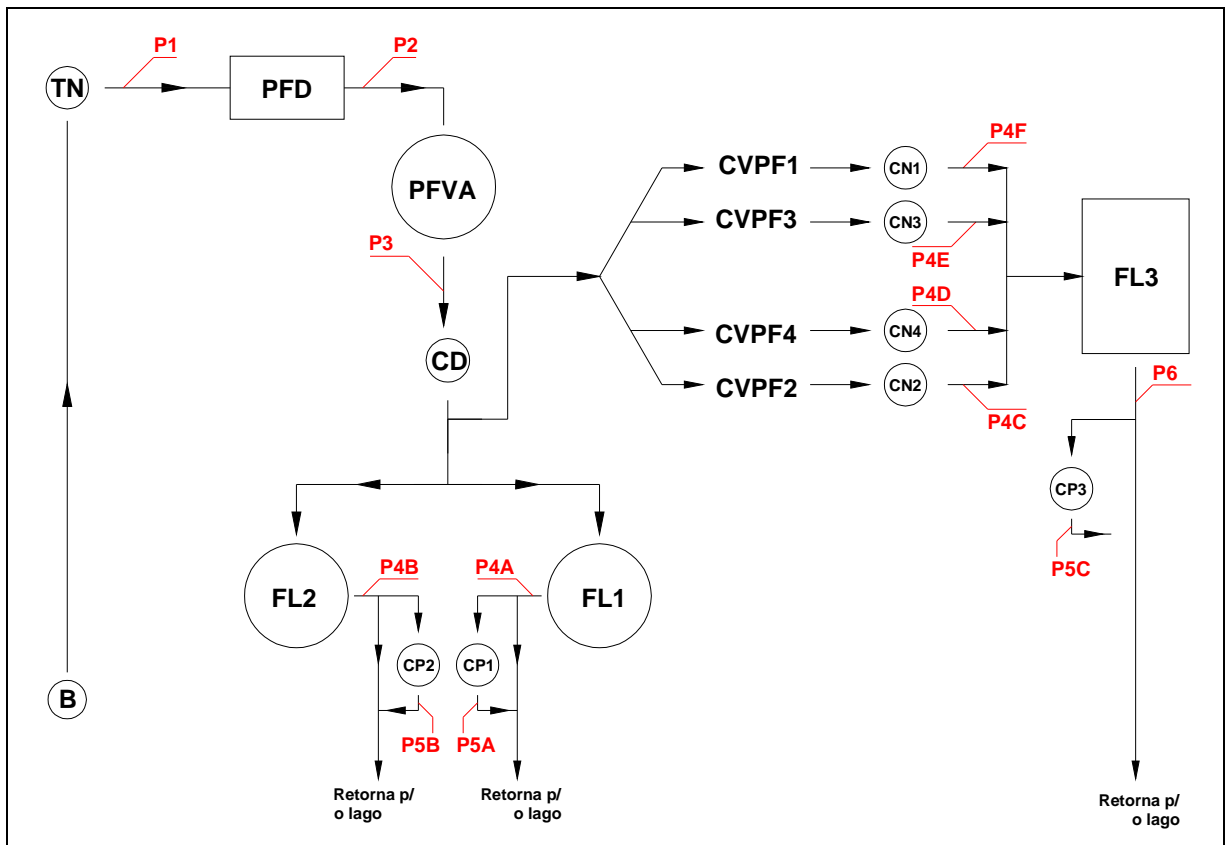 P1
P2
TN
PFD
P4F
CVPF1
CN1
PFVA
CVPF3
CN3
P3
P4E
FL3
P4D
CVPF4
CN4
CD
P6
CVPF2
CN2
P4C
CP3
P4B
P4A
P5C
FL2
FL1
CP2
CP1
B
P5B
P5A
Retorna p/
o lago
Retorna p/
o lago
Retorna p/
o lago